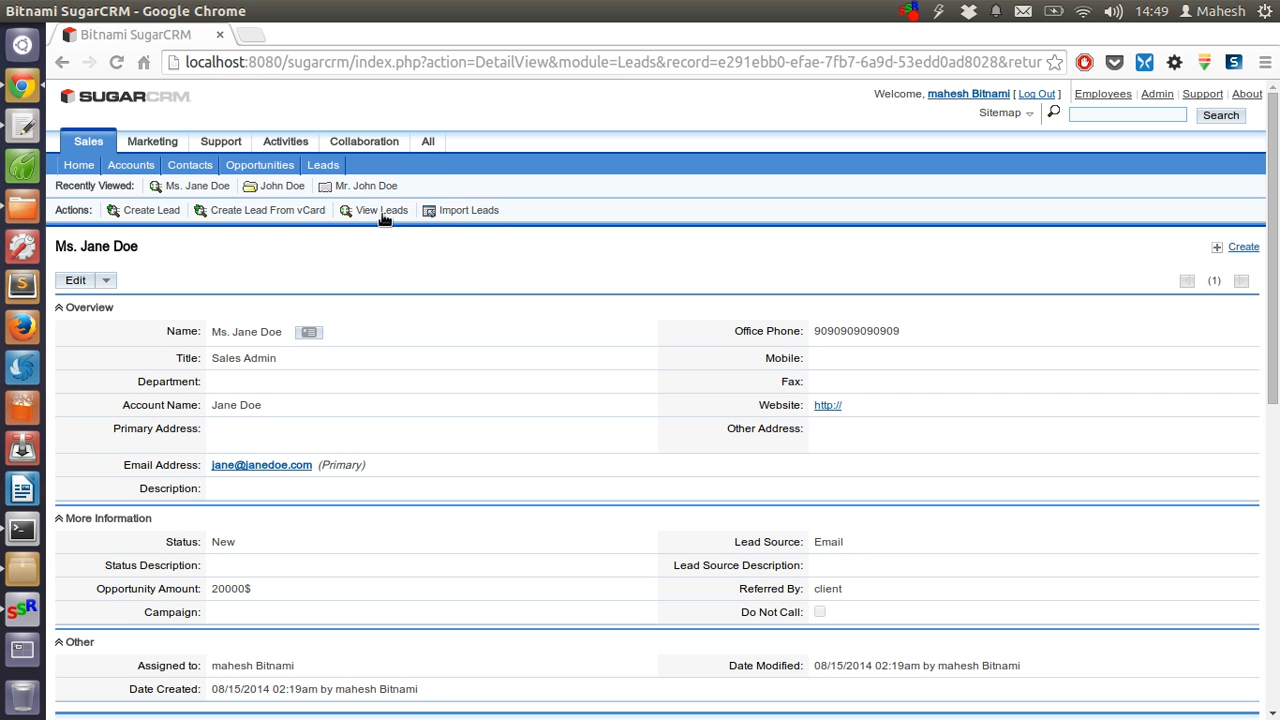 Bitnami SugarCRM - Google Chrome 14:49 Mahesh
Bitnami SugarCRM ×
localhost:8080/sugarcrm/index.php?action=DetailView&module=Leads&record=e291ebb0-efae-7fb7-6a9d-53edd0ad8028&retur
SUGARCRM Welcome, mahesh Bitnami [ Log Out ] Employees Admin Support About
Sitemap Search
Sales Marketing Support Activities Collaboration All
Home Accounts Contacts Opportunities Leads
Recently Viewed: Ms. Jane Doe John Doe Mr. John Doe
Actions: Create Lead Create Lead From vCard View Leads Import Leads
Ms. Jane Doe Create
Edit (1)
Overview
Name: Ms. Jane Doe Office Phone: 9090909090909
Title: Sales Admin Mobile:
Department: Fax:
Account Name: Jane Doe Website: http://
Primary Address: Other Address:
Email Address: jane@janedoe.com (Primary)
Description:
More Information
Status: New Lead Source: Email
Status Description: Lead Source Description:
Opportunity Amount: 20000$ Referred By: client
Campaign: Do Not Call:
Other
Assigned to: mahesh Bitnami Date Modified: 08/15/2014 02:19am by mahesh Bitnami
Date Created: 08/15/2014 02:19am by mahesh Bitnami